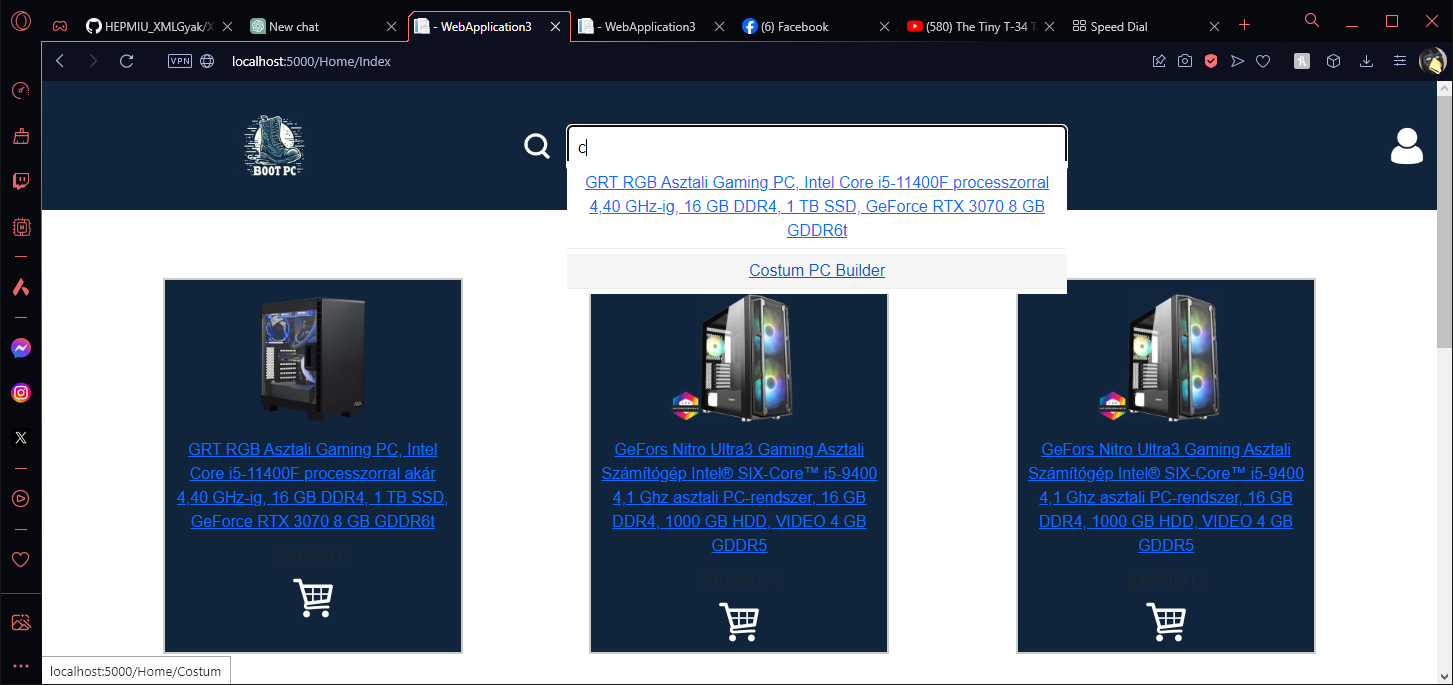 HEPMIU_XMLGyak/X
New chat
- WebApplication3
- WebApplication3
(6) Facebook
(580) The Tiny T-34 T
Speed Dial
VPN
localhost:5000/Home/Index
BOOT PC
c
GRT RGB Asztali Gaming PC, Intel Core i5-11400F processzorral
4,40 GHz-ig, 16 GB DDR4, 1 TB SSD, GeForce RTX 3070 8 GB
GDDR6t
Costum PC Builder
GRT RGB Asztali Gaming PC, Intel
Core i5-11400F processzorral akár
4,40 GHz-ig, 16 GB DDR4, 1 TB SSD,
GeForce RTX 3070 8 GB GDDR6t
GeFors Nitro Ultra3 Gaming Asztali
Számítógép Intel® SIX-Core™ i5-9400
4,1 Ghz asztali PC-rendszer, 16 GB
DDR4, 1000 GB HDD, VIDEO 4 GB
GDDR5
GeFors Nitro Ultra3 Gaming Asztali
Számítógép Intel® SIX-Core™ i5-9400
4,1 Ghz asztali PC-rendszer, 16 GB
DDR4, 1000 GB HDD, VIDEO 4 GB
GDDR5
localhost:5000/Home/Costum